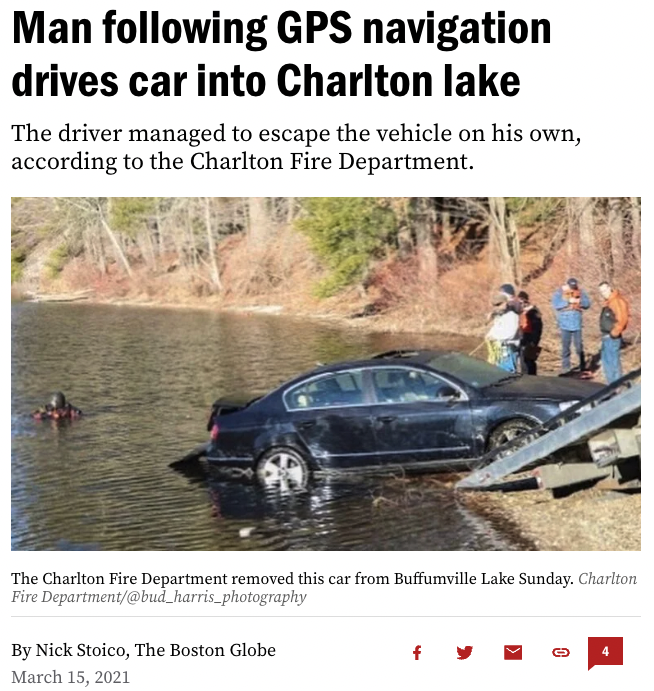 Man following GPS navigation
drives car into Charlton lake
The driver managed to escape the vehicle on his own,
according to the Charlton Fire Department.
The Charlton Fire Department removed this car from Buffumville Lake Sunday. Charlton
Fire Department/@bud_harris_photography
By Nick Stoico, The Boston Globe
4
March 15, 2021